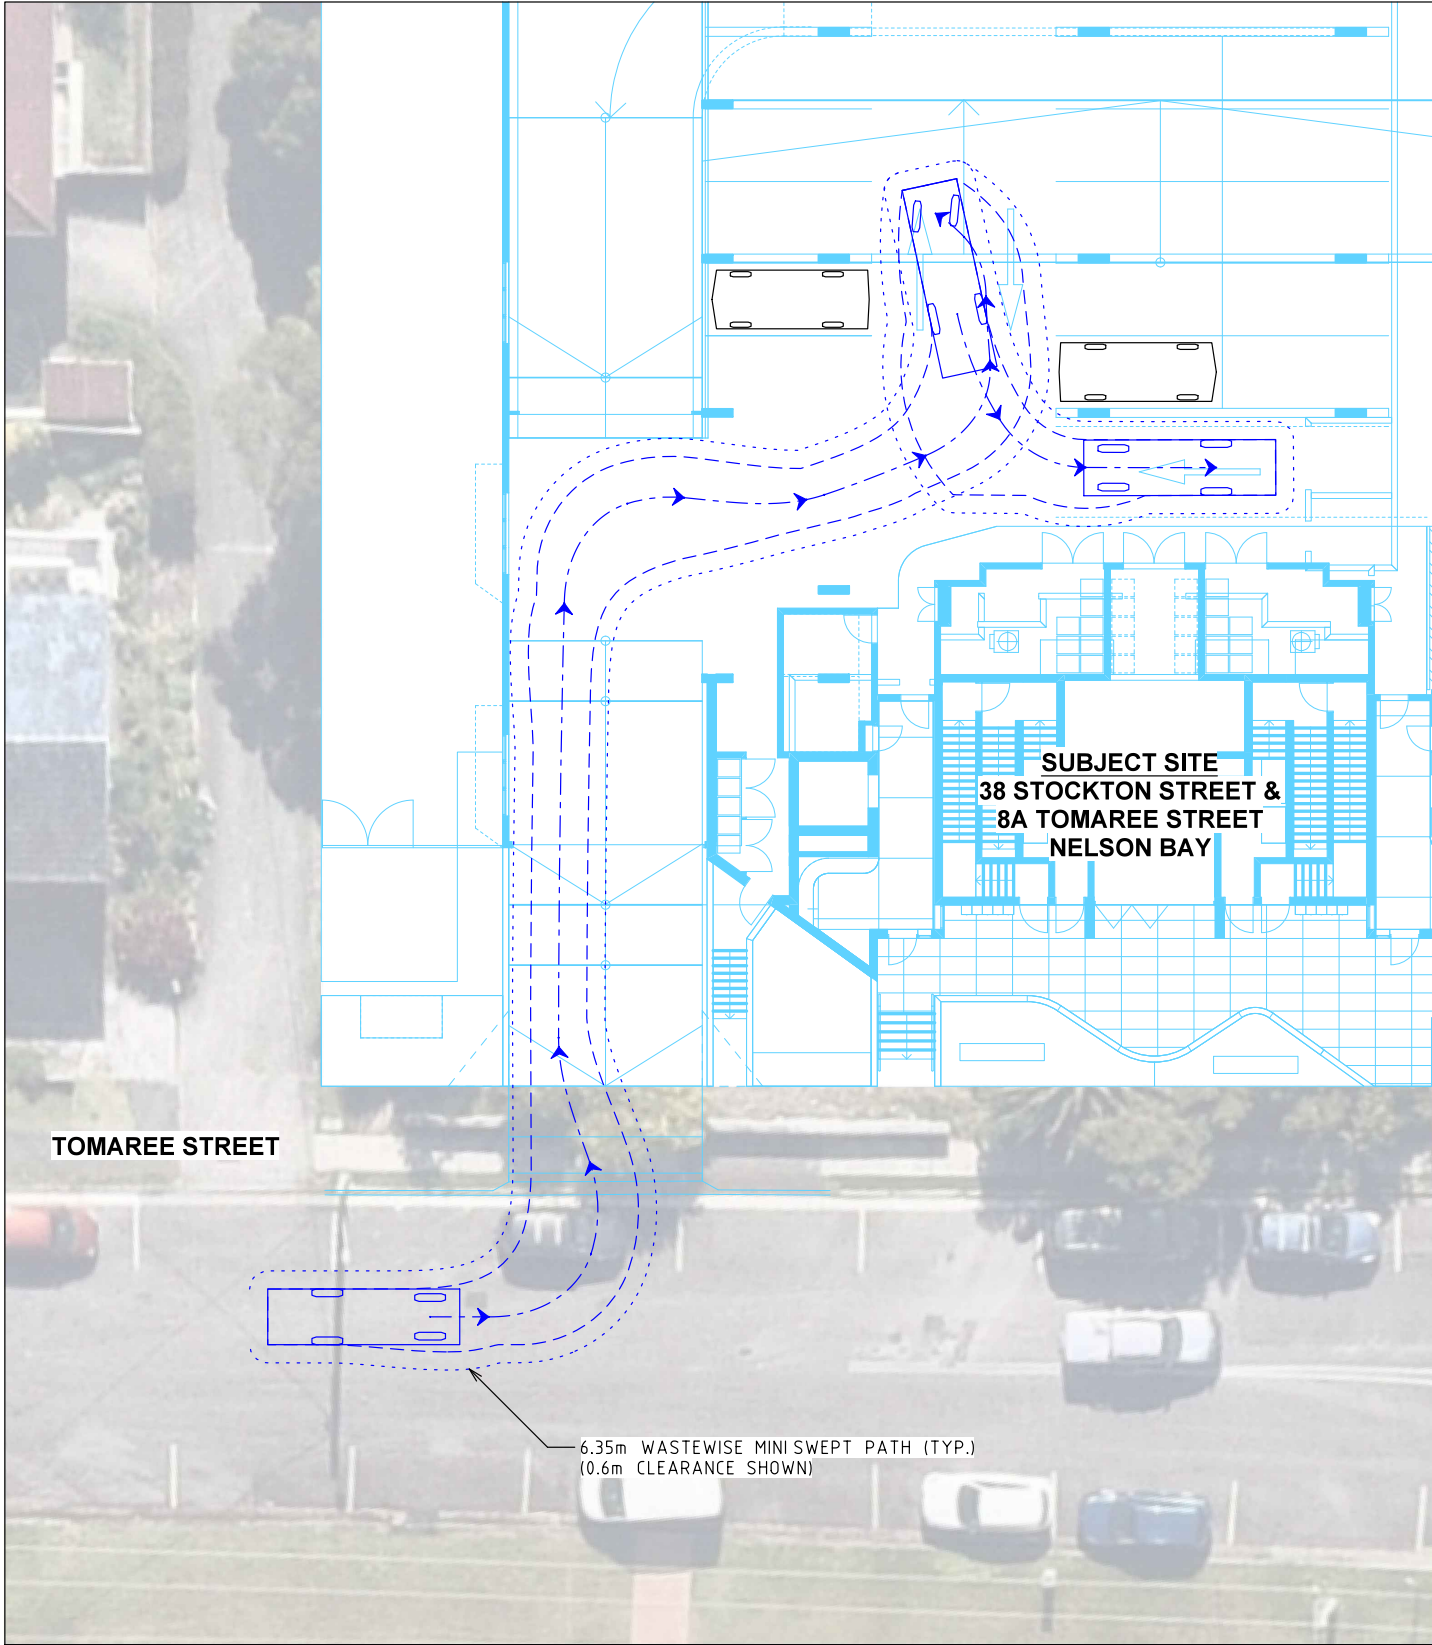 SUBJECT SITE
38 STOCKTON STREET &
8A TOMAREE STREET
NELSON BAY
TOMAREE STREET
6.35m WASTEWISE MINI SWEPT PATH (TYP.)
(0.6m CLEARANCE SHOWN)